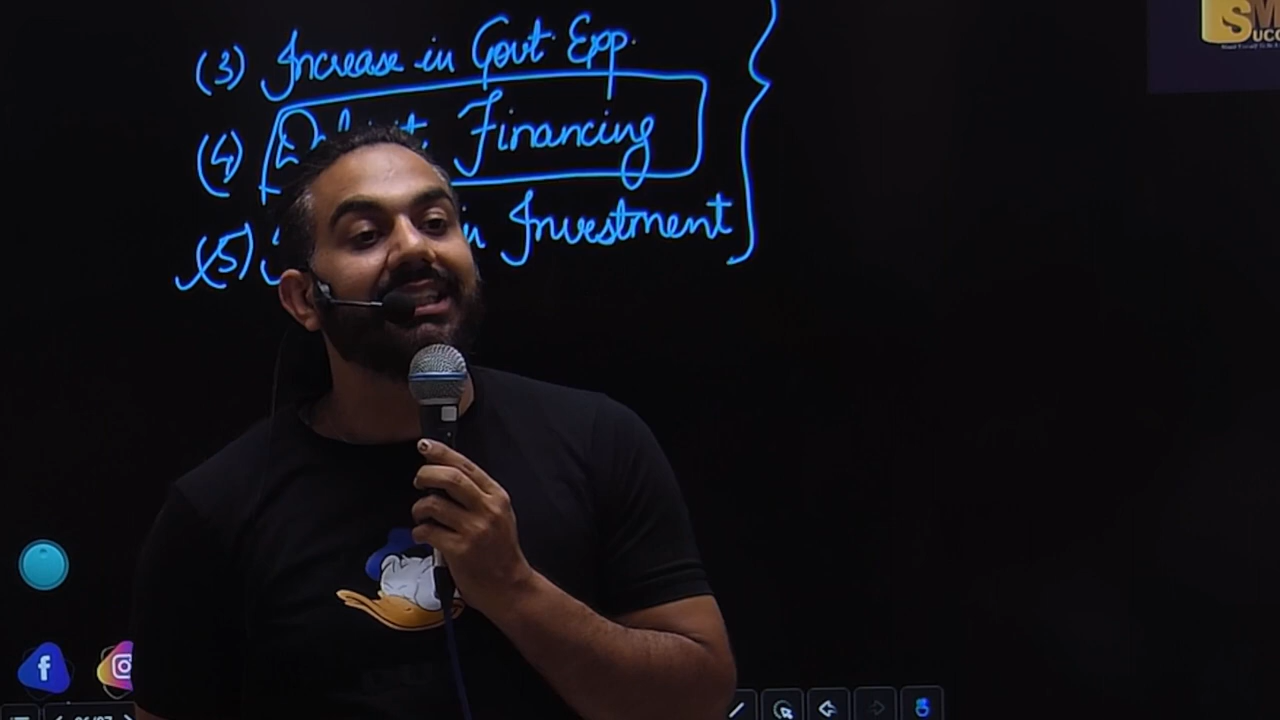 (3) Increase in Govt. Exp.
(4) Financing
(5) in Investment